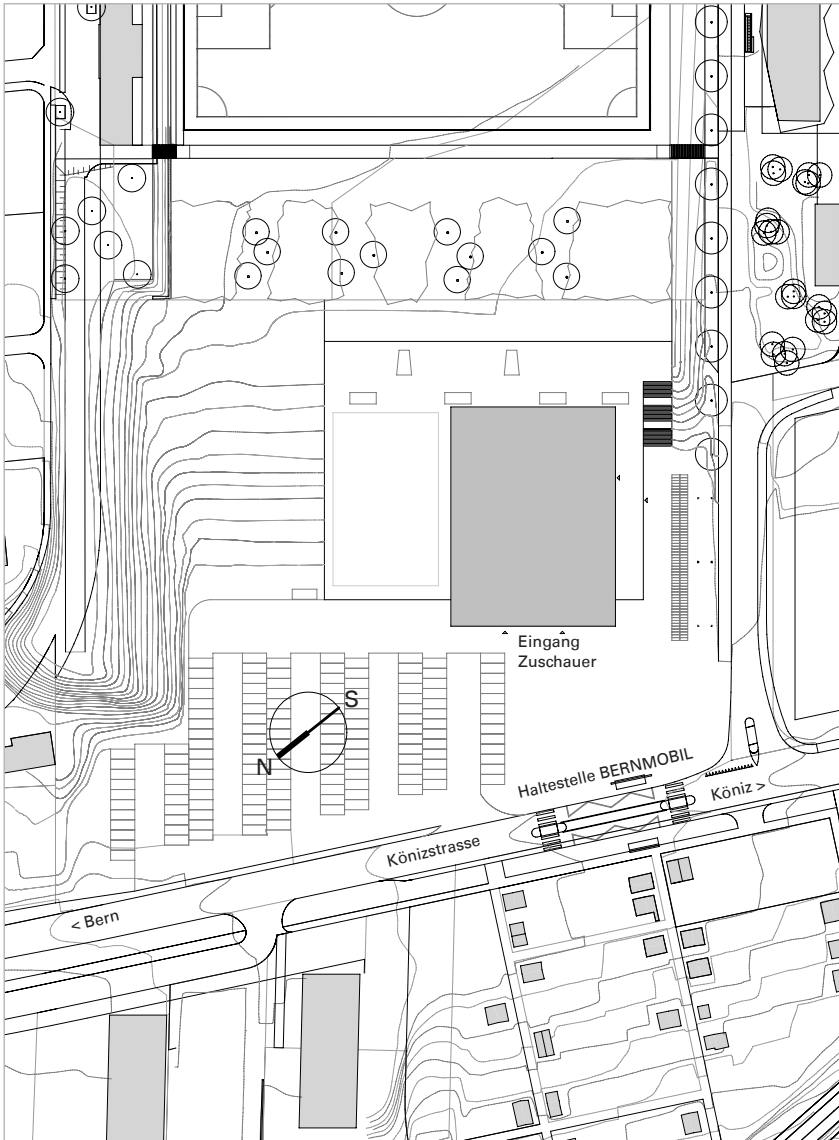 Eingang
Zuschauer
S
N
Haltestelle BERNMOBIL
Köniz >
Könizstrasse
< Bern